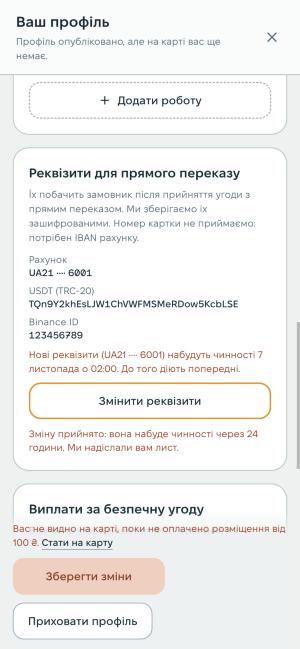 Ваш профіль
Профіль опубліковано, але на карті вас ще
немає.
+ Додати роботу
Реквізити для прямого переказу
Їх побачить замовник після прийняття угоди з
прямим переказом. Ми зберігаємо їх
зашифрованими. Номер картки не приймаємо:
потрібен IBAN рахунку.
Рахунок
UA21 ···· 6001
USDT (TRC-20)
TQn9Y2khEsLJW1ChVWFMSMeRDow5KcbLSE
Binance ID
123456789
Нові реквізити (UA21 ···· 6001) набудуть чинності 7
листопада о 02:00. До того діють попередні.
Змінити реквізити
Зміну прийнято: вона набуде чинності через 24
години. Ми надіслали вам лист.
Виплати за безпечну угоду
Вас не видно на карті, поки не оплачено розміщення від
100 ₴. Стати на карту
Зберегти зміни
Приховати профіль